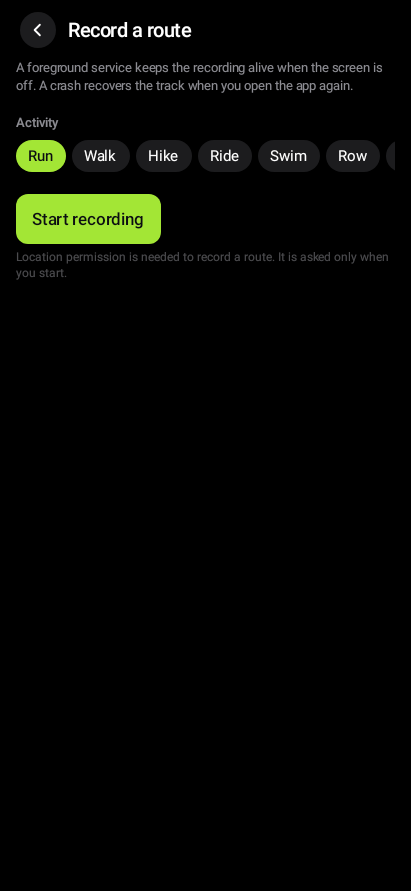 Record a route
A foreground service keeps the recording alive when the screen is
off. A crash recovers the track when you open the app again.
Activity
Run Walk Hike Ride Swim Row
Start recording
Location permission is needed to record a route. It is asked only when
you start.